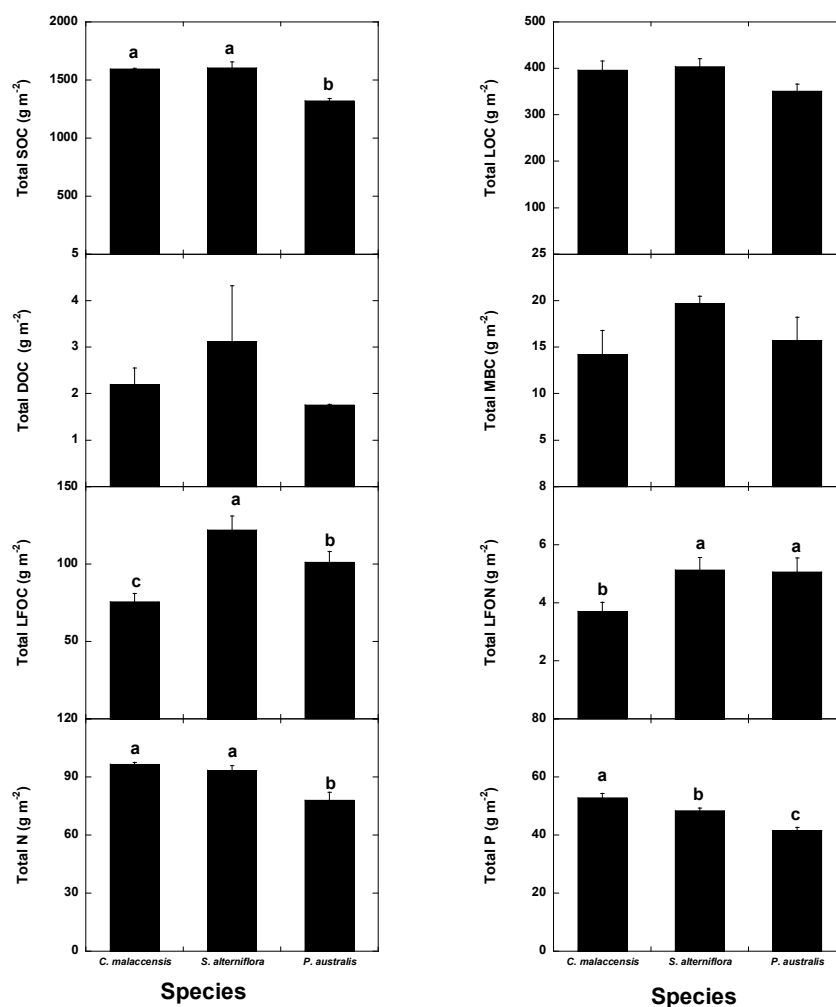 2000
1500
1000
500
5
Total SOC (g m-2)
a
a
b
500
400
300
200
100
25
Total LOC (g m-2)
4
3
2
1
150
Total DOC (g m-2)
20
15
10
5
8
Total MBC (g m-2)
100
50
120
Total LFOC (g m-2)
c
a
b
6
4
2
80
Total LFON (g m-2)
b
a
a
90
60
30
0
Total N (g m-2)
a
a
b
60
40
20
0
Total P (g m-2)
a
b
c
C. malaccensis S. alterniflora P. australis
Species
C. malaccensis S. alterniflora P. australis
Species